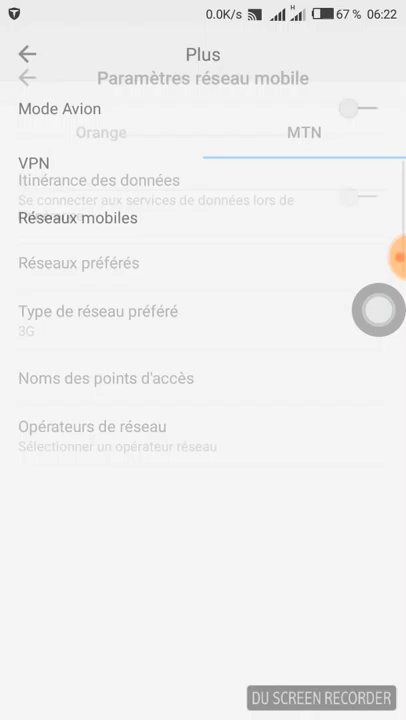 0.0K/s H 67 % 06:22
Plus
Paramètres réseau mobile
Mode Avion
Orange MTN
VPN
Itinérance des données
Se connecter aux services de données lors de
Réseaux mobiles
Réseaux préférés
Type de réseau préféré
3G
Noms des points d'accès
Opérateurs de réseau
Sélectionner un opérateur réseau
DU SCREEN RECORDER